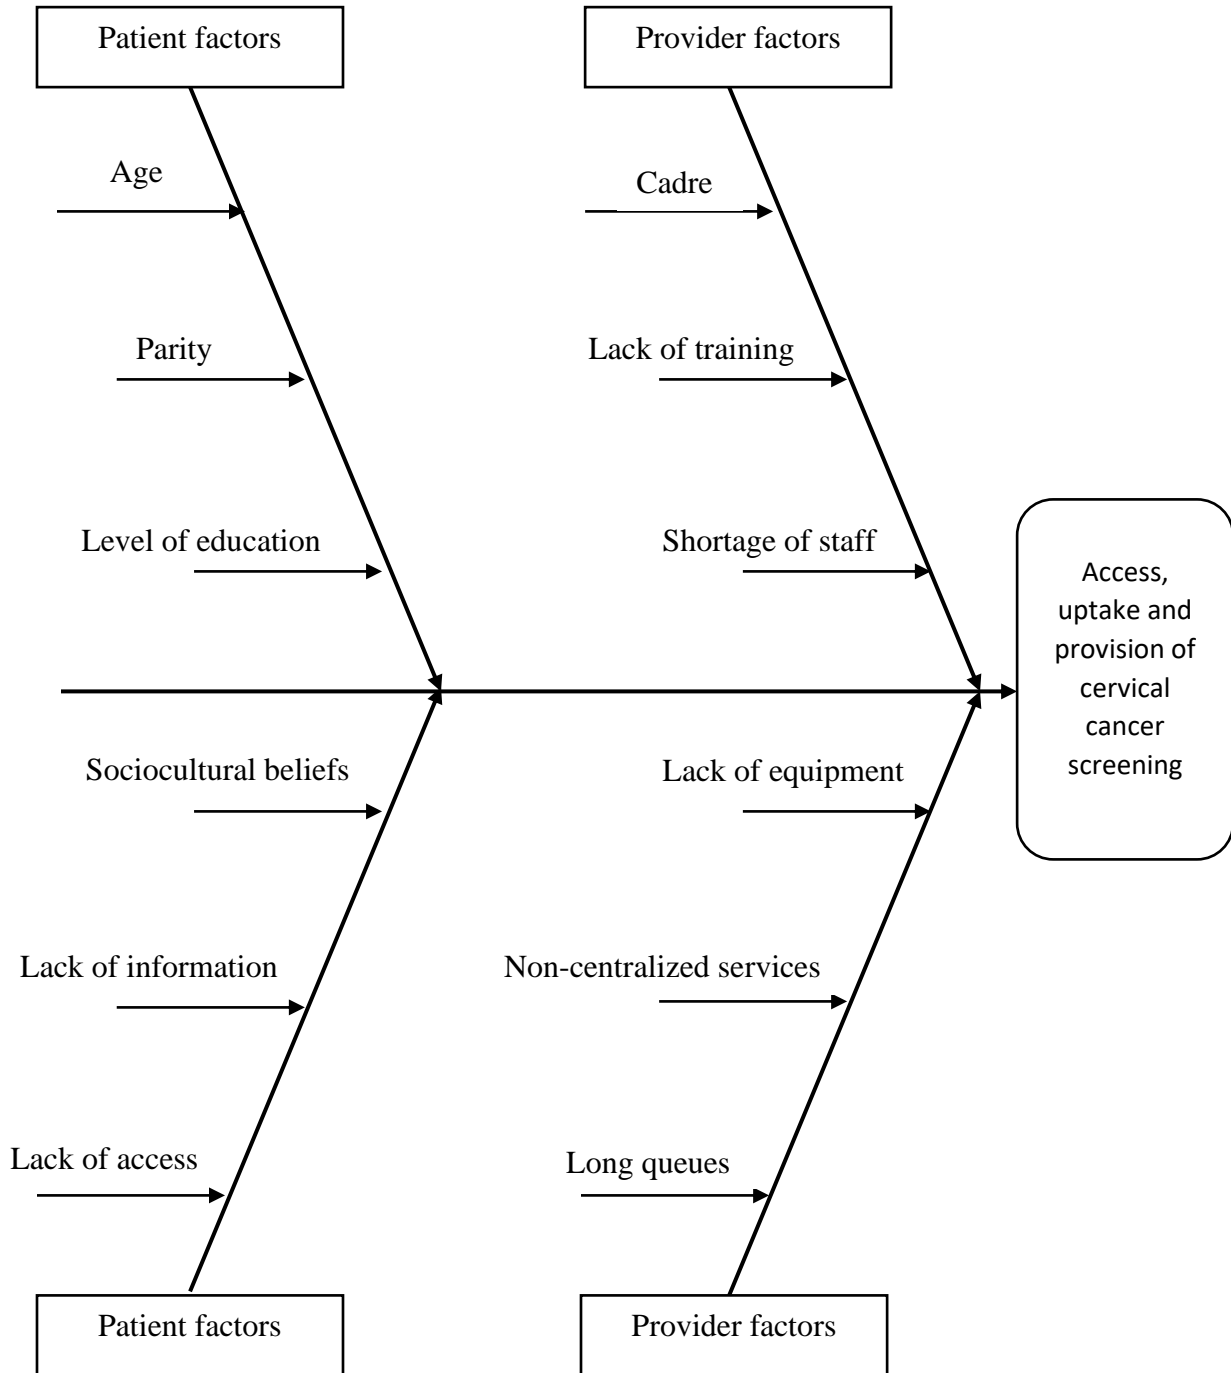 Patient factors
Provider factors
Age
Cadre
Parity
Lack of training
Level of education
Shortage of staff
Access,
uptake and
provision of
cervical
cancer
screening
Sociocultural beliefs
Lack of equipment
Lack of information
Non-centralized services
Lack of access
Long queues
Patient factors
Provider factors